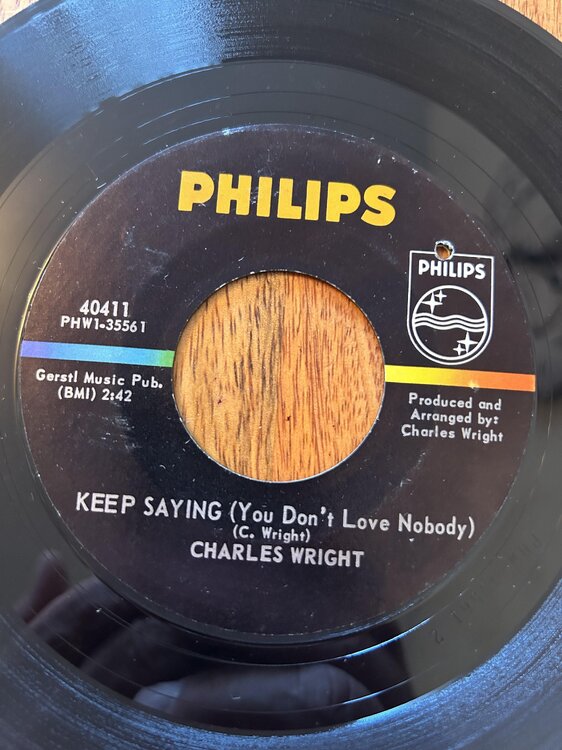 PHILIPS
PHILIPS
40411
PHW1-35561
Gerstl Music Pub.
(BMI) 2:42
Produced and
Arranged by:
Charles Wright
KEEP SAYING (You Don't Love Nobody)
(C. Wright)
CHARLES WRIGHT